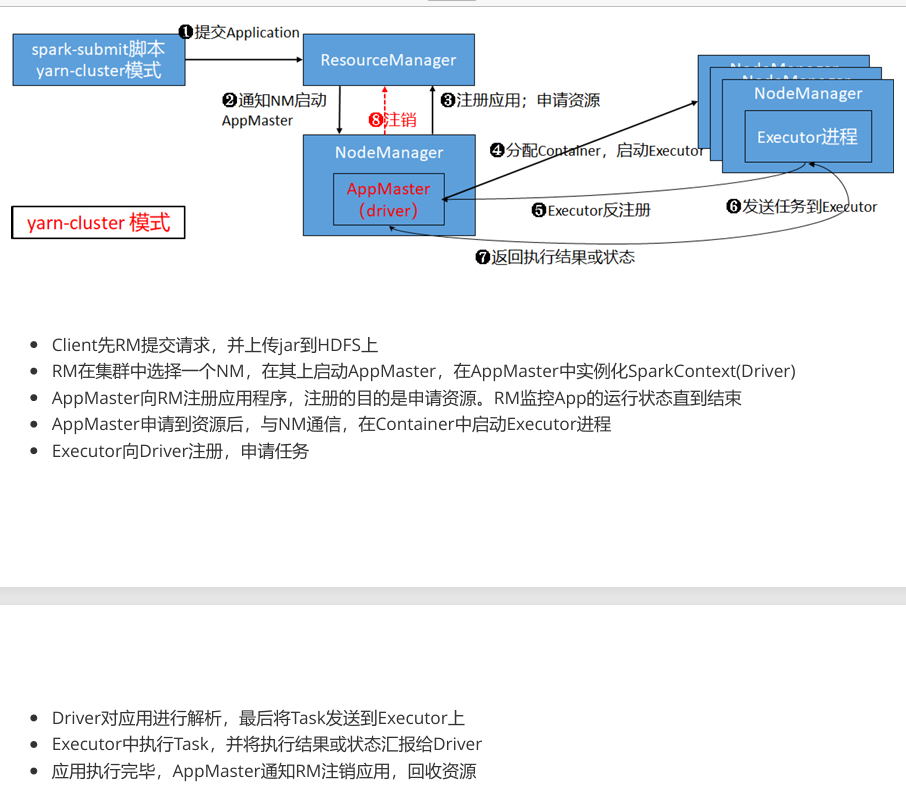 ❶提交Application
spark-submit脚本
yarn-cluster模式
ResourceManager
❷通知NM启动
AppMaster
❽注销
❸注册应用；申请资源
NodeManager
NodeManager
NodeManager
Executor进程
❹分配Container，启动Executor
NodeManager
AppMaster
（driver）
❺Executor反注册
❻发送任务到Executor
yarn-cluster 模式
❼返回执行结果或状态
• Client先RM提交请求，并上传jar到HDFS上
• RM在集群中选择一个NM，在其上启动AppMaster，在AppMaster中实例化SparkContext(Driver)
• AppMaster向RM注册应用程序，注册的目的是申请资源。RM监控App的运行状态直到结束
• AppMaster申请到资源后，与NM通信，在Container中启动Executor进程
• Executor向Driver注册，申请任务
• Driver对应用进行解析，最后将Task发送到Executor上
• Executor中执行Task，并将执行结果或状态汇报给Driver
• 应用执行完毕，AppMaster通知RM注销应用，回收资源